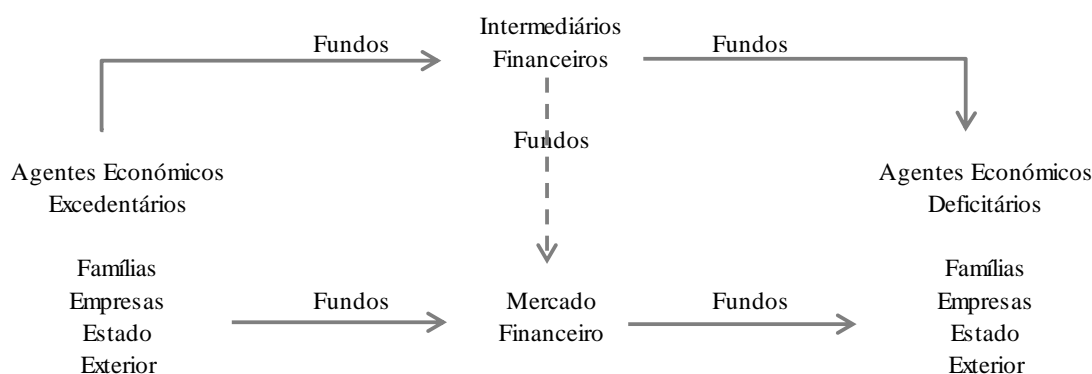 Intermediários
Financeiros
Fundos
Fundos
Fundos
Agentes Económicos
Excedentários
Agentes Económicos
Deficitários
Famílias
Empresas
Estado
Exterior
Fundos
Mercado
Financeiro
Fundos
Famílias
Empresas
Estado
Exterior